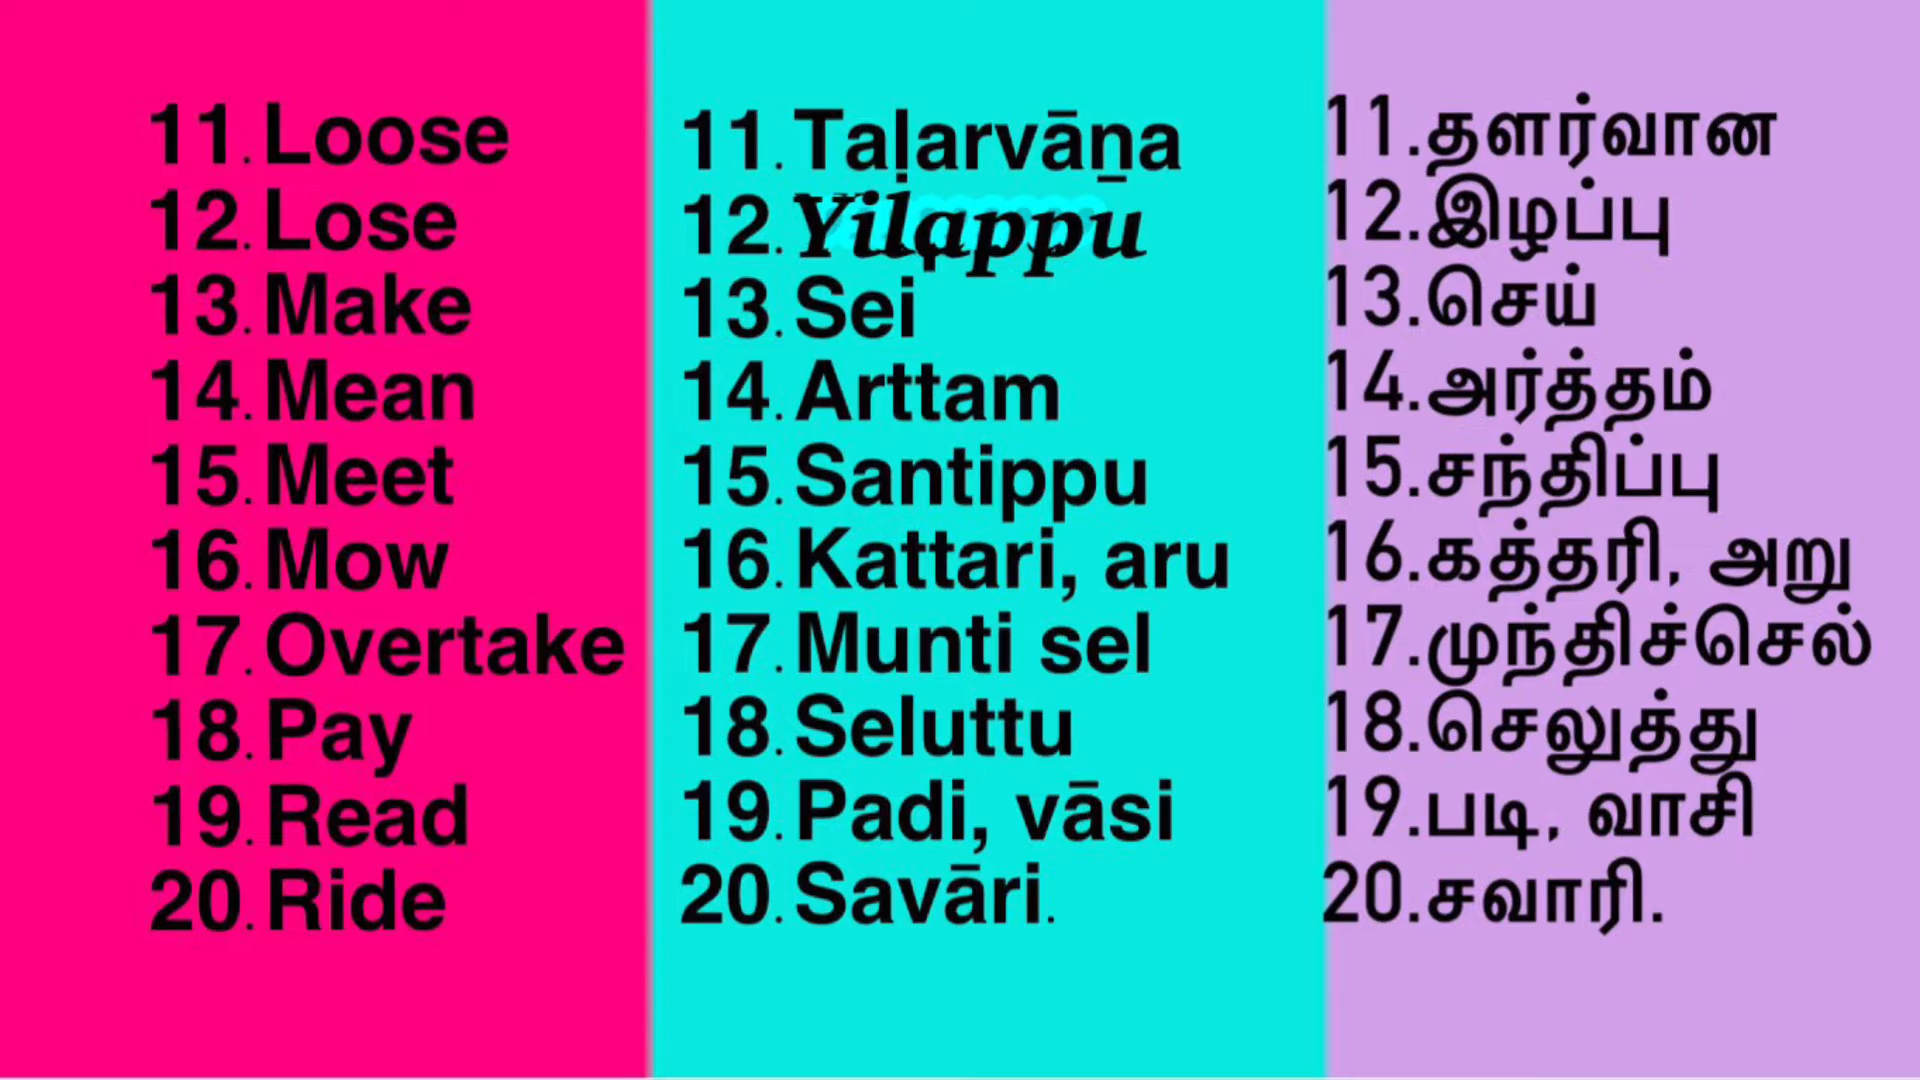 11. Loose
12. Lose
13. Make
14. Mean
15. Meet
16. Mow
17. Overtake
18. Pay
19. Read
20. Ride
11. Taḷarvāṉa
12. Yiḷappu
13. Sei
14. Arttam
15. Santippu
16. Kattari, aru
17. Munti sel
18. Seluttu
19. Padi, vāsi
20. Savāri.
11.தளர்வான
12.இழப்பு
13.செய்
14.அர்த்தம்
15.சந்திப்பு
16.கத்தரி, அறு
17.முந்திச்செல்
18.செலுத்து
19.படி, வாசி
20.சவாரி.